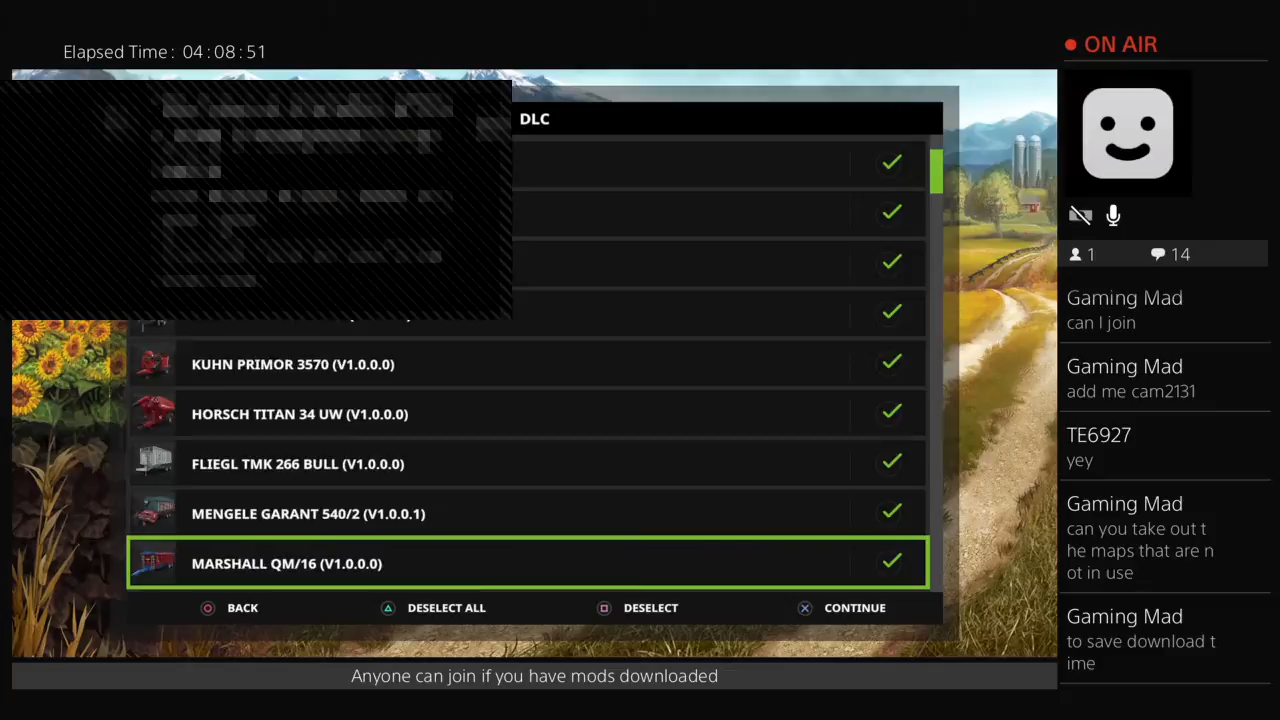 Elapsed Time: 04:08:51
ON AIR
DLC
1
14
Gaming Mad
can I join
Gaming Mad
add me cam2131
TE6927
yey
Gaming Mad
can you take out t
he maps that are n
ot in use
Gaming Mad
to save download t
ime
KUHN PRIMOR 3570 (V1.0.0.0)
HORSCH TITAN 34 UW (V1.0.0.0)
FLIEGL TMK 266 BULL (V1.0.0.0)
MENGELE GARANT 540/2 (V1.0.0.1)
MARSHALL QM/16 (V1.0.0.0)
BACK
DESELECT ALL
DESELECT
CONTINUE
Anyone can join if you have mods downloaded